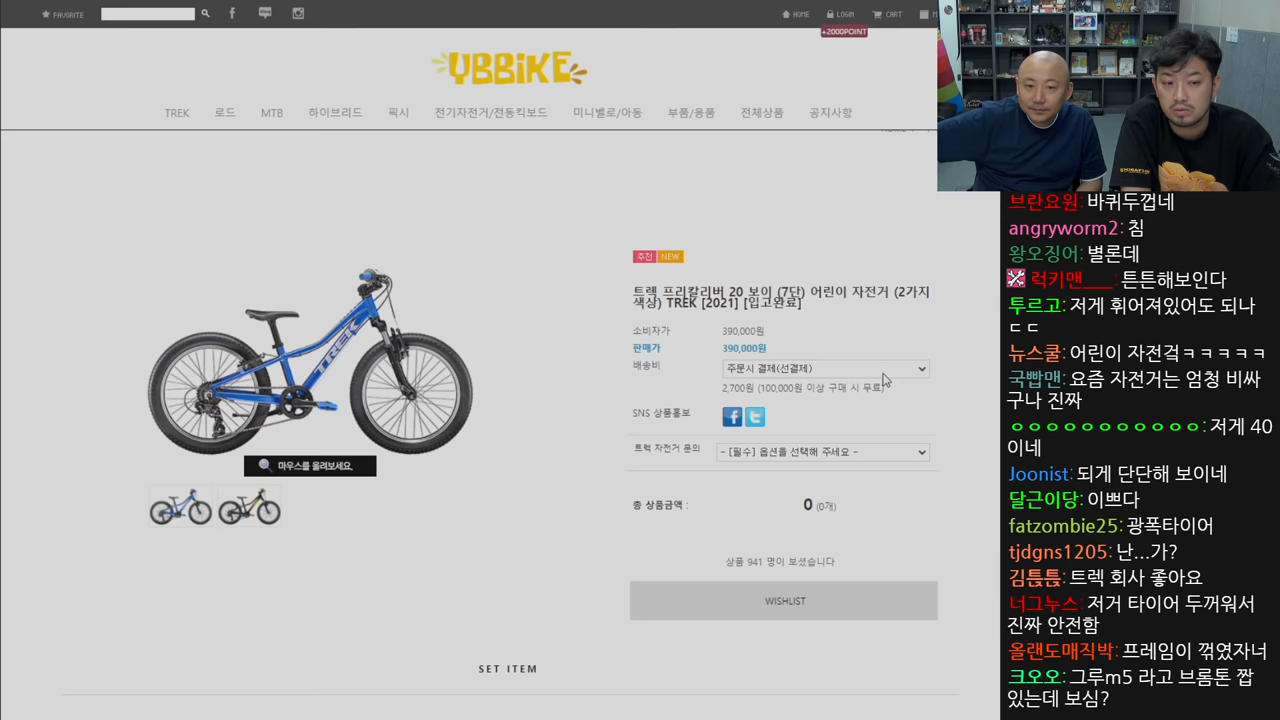 FAVORITE
HOME
LOGIN
CART
M
+2000POINT
YBBiKE
TREK
로드
MTB
하이브리드
픽시
전기자전거/전동킥보드
미니벨로/아동
부품/용품
전체상품
공지사항
추천 NEW
트렉 프리칼리버 20 보이 (7단) 어린이 자전거 (2가지
색상) TREK [2021] [입고완료]
소비자가 390,000원
판매가 390,000원
배송비 주문시 결제(선결제)
2,700원 (100,000원 이상 구매 시 무료)
SNS 상품홍보
트렉 자전거 문의 - [필수] 옵션을 선택해 주세요 -
총 상품금액 : 0 (0개)
상품 941 명이 보셨습니다
WISHLIST
TREK
마우스를 올려보세요.
SET ITEM
브란요원: 바퀴두껍네
angryworm2: 침
왕오징어: 별론데
럭키맨___: 튼튼해보인다
투르고: 저게 휘어져있어도 되나
ㄷㄷ
뉴스쿨: 어린이 자전걐ㅋㅋㅋㅋ
국빱맨: 요즘 자전거는 엄청 비싸
구나 진짜
ㅇㅇㅇㅇㅇㅇㅇㅇㅇㅇㅇ: 저게 40
이네
Joonist: 되게 단단해 보이네
달근이당: 이쁘다
fatzombie25: 광폭타이어
tjdgns1205: 난...가?
김틄틄: 트렉 회사 좋아요
너그누스: 저거 타이어 두꺼워서
진짜 안전함
올랜도매직박: 프레임이 꺾였자너
크오오: 그루m5 라고 브롬톤 짭
있는데 보심?